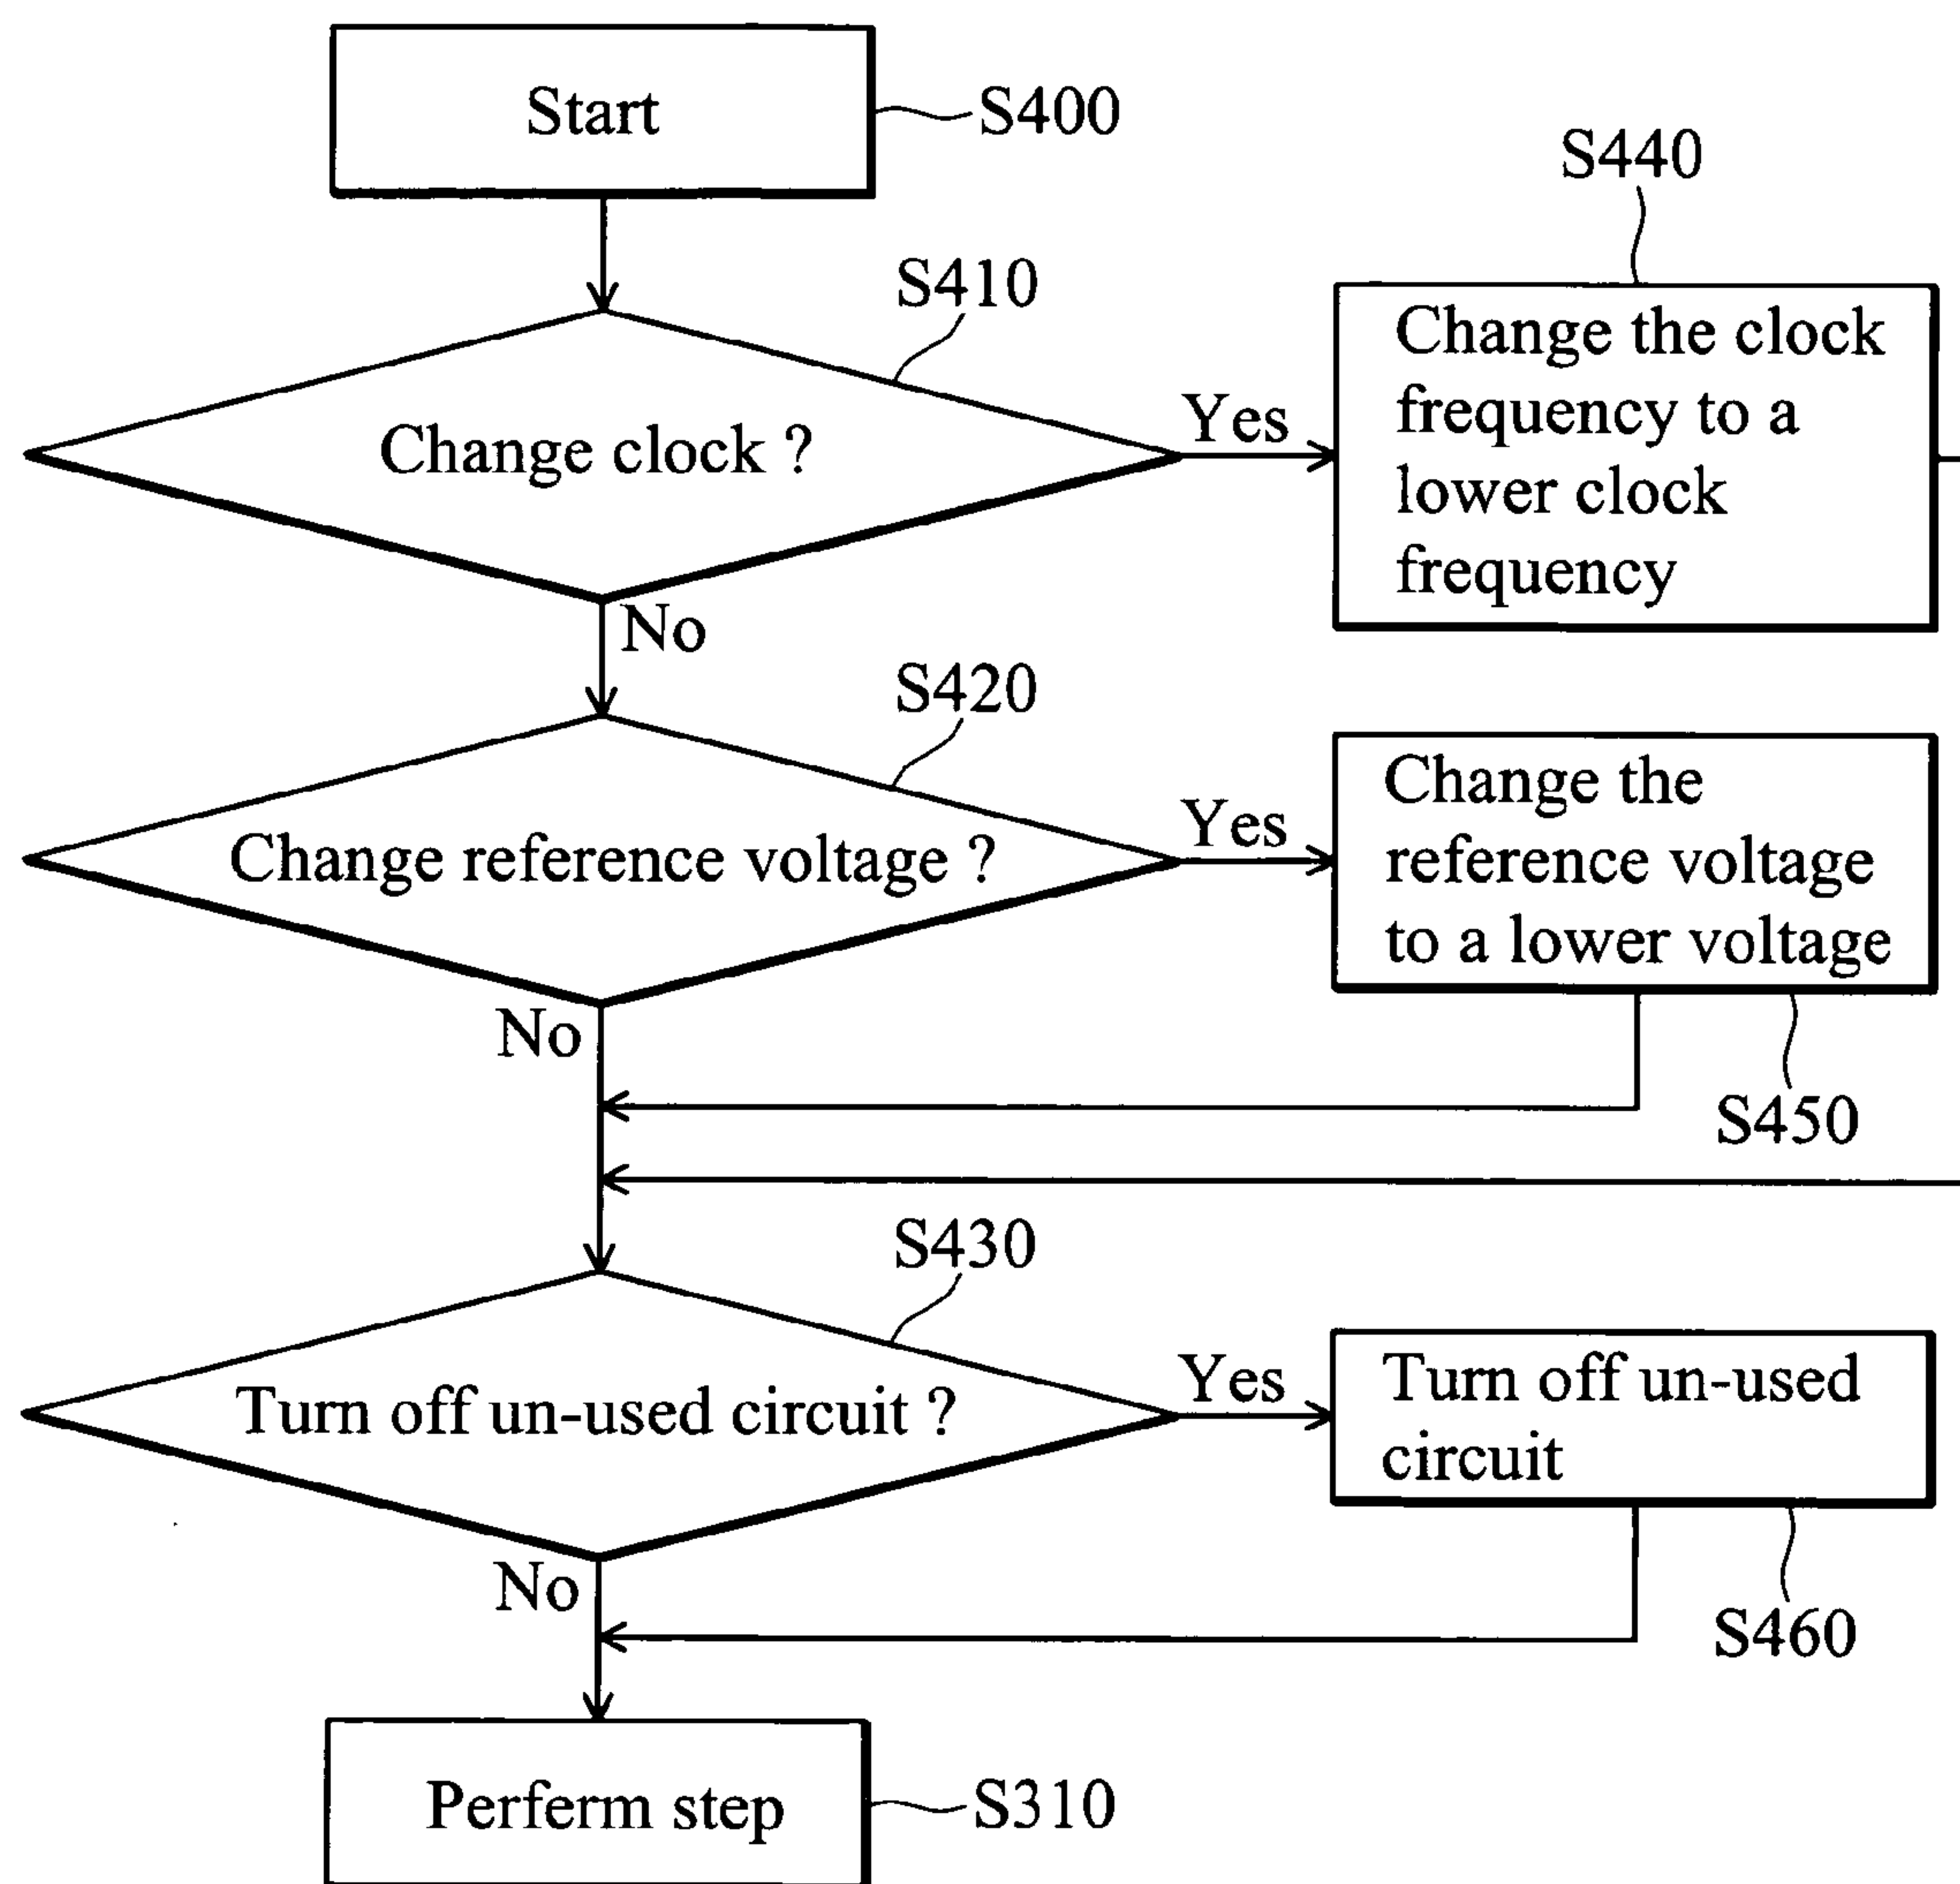 Start
S400
S440
S410
Change the clock
frequency to a
lower clock
frequency
Yes
Change clock ?
No
S420
Change the
reference voltage
to a lower voltage
Yes
Change reference voltage ?
No
S450
S430
Yes
Turn off un-used
circuit
Turn off un-used circuit ?
No
S460
Perferm step
S310